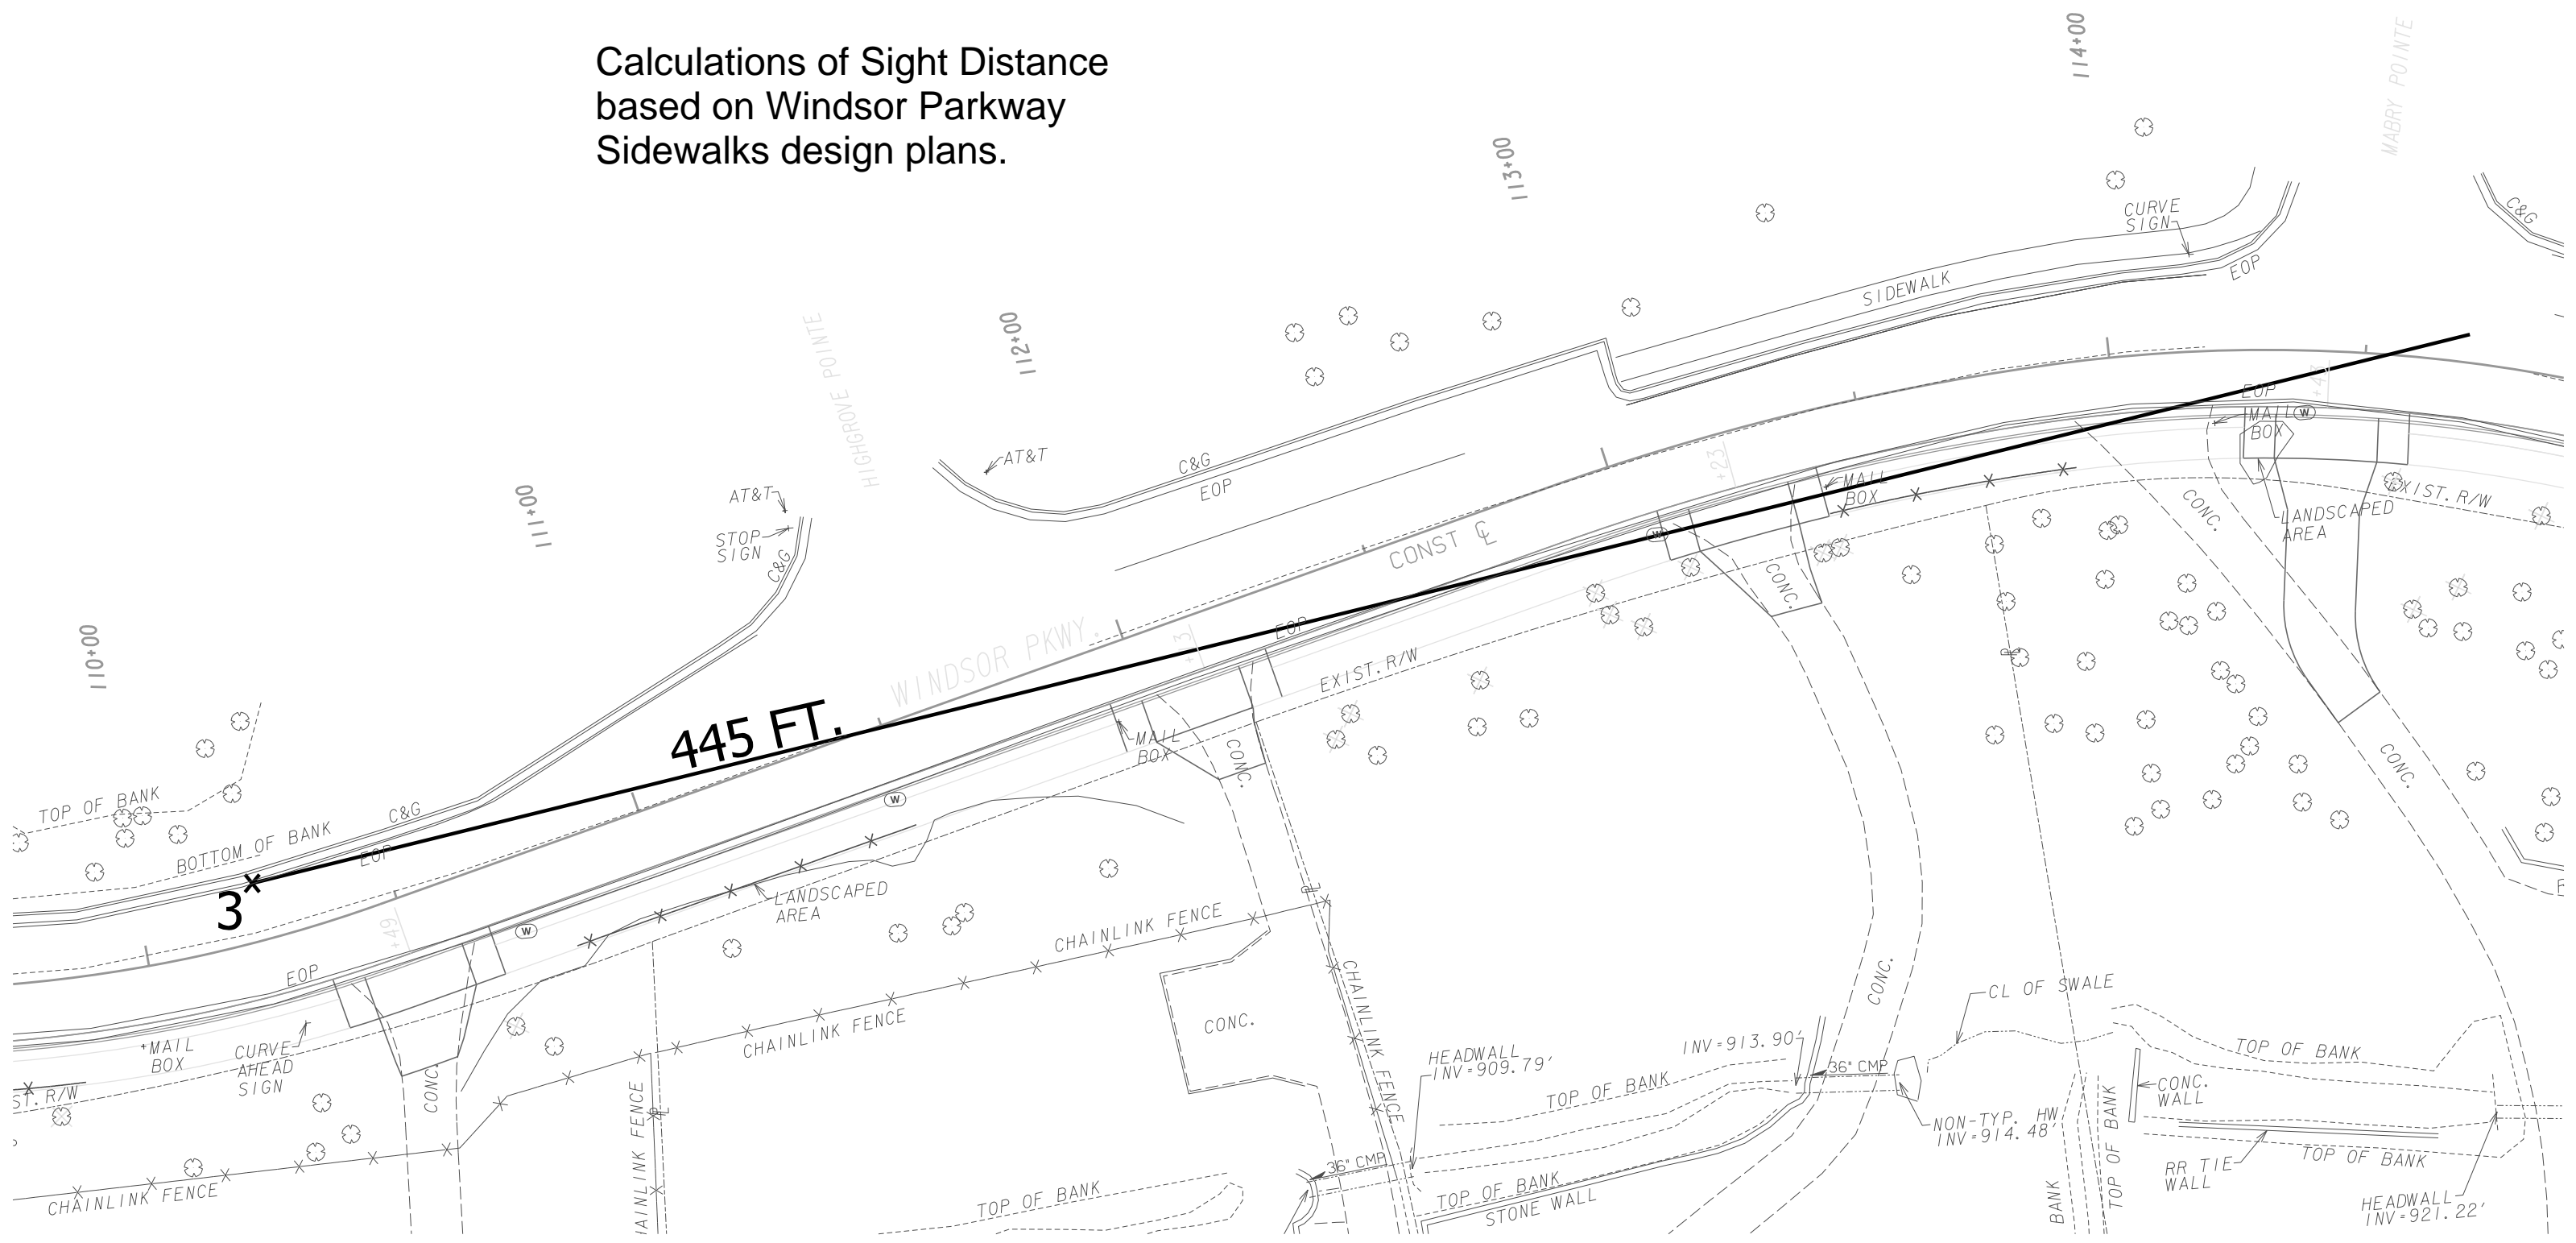 Calculations of Sight Distance
based on Windsor Parkway
Sidewalks design plans.
114+00
MABRY POINTE
113+00
C&G
CURVE
SIGN
EOP
SIDEWALK
112+00
HIGHGROVE POINTE
AT&T
C&G
EOP
111+00
AT&T
STOP
SIGN
C&G
110+00
WINDSOR PKWY.
CONST CL
+23
+47
EOP
MAIL
BOX
W
EXIST. R/W
LANDSCAPED
AREA
CONC.
MAIL
BOX
W
CONC.
EOP
EXIST. R/W
445 FT.
MAIL
BOX
CONC.
W
CONC.
TOP OF BANK
C&G
BOTTOM OF BANK
EOP
3
LANDSCAPED
AREA
+49
W
EOP
CHAINLINK FENCE
CHAINLINK FENCE
CHAINLINK FENCE
CONC.
CONC.
CL OF SWALE
MAIL
BOX
CURVE
AHEAD
SIGN
ST. R/W
CONC.
CHAINLINK FENCE
HAINLINK FENCE
HEADWALL
INV=909.79'
INV=913.90'
36" CMP
TOP OF BANK
NON-TYP. HW
INV=914.48'
TOP OF BANK
CONC.
WALL
TOP OF BANK
BANK
RR TIE
WALL
TOP OF BANK
HEADWALL
INV=921.22'
36" CMP
TOP OF BANK
TOP OF BANK
STONE WALL